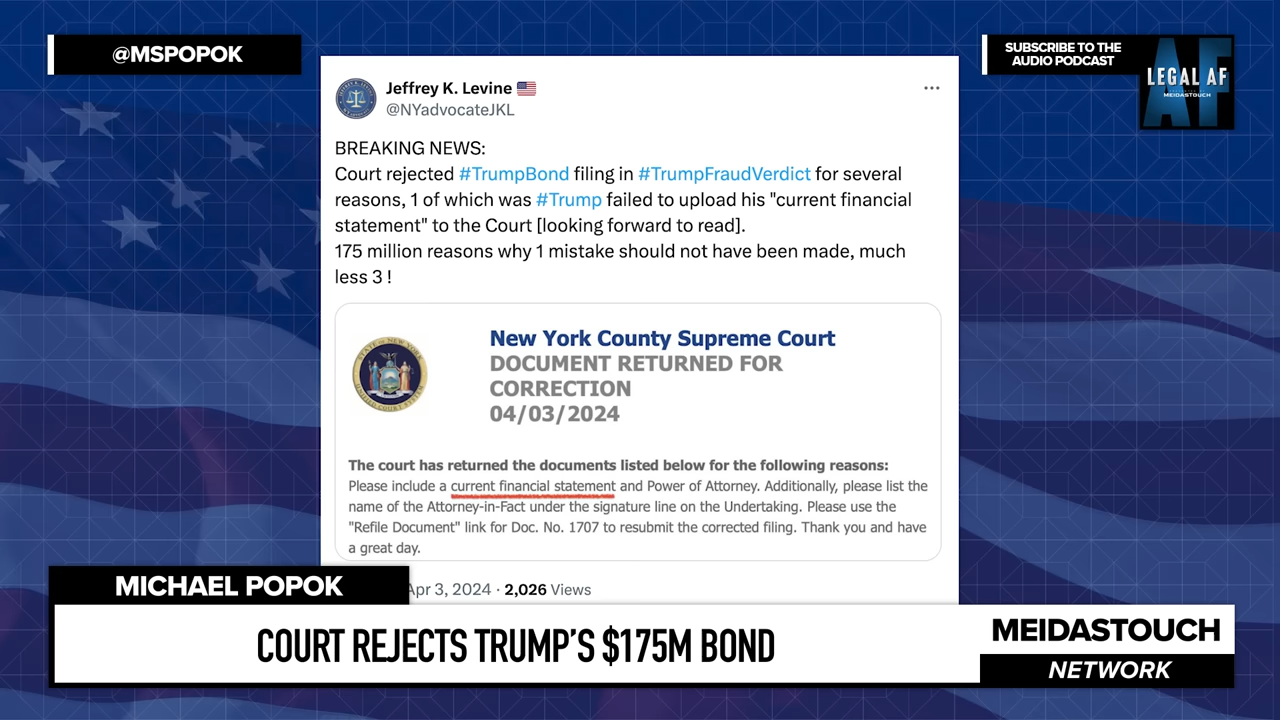 @MSPOPOK
SUBSCRIBE TO THE
AUDIO PODCAST
LEGAL AF
MEIDASTOUCH
Jeffrey K. Levine 🇺🇸
@NYadvocateJKL
BREAKING NEWS:
Court rejected #TrumpBond filing in #TrumpFraudVerdict for several
reasons, 1 of which was #Trump failed to upload his "current financial
statement" to the Court [looking forward to read].
175 million reasons why 1 mistake should not have been made, much
less 3 !
STATE OF NEW YORK
UNIFIED COURT SYSTEM
New York County Supreme Court
DOCUMENT RETURNED FOR
CORRECTION
04/03/2024
The court has returned the documents listed below for the following reasons:
Please include a current financial statement and Power of Attorney. Additionally, please list the
name of the Attorney-in-Fact under the signature line on the Undertaking. Please use the
"Refile Document" link for Doc. No. 1707 to resubmit the corrected filing. Thank you and have
a great day.
Apr 3, 2024 · 2,026 Views
MICHAEL POPOK
COURT REJECTS TRUMP'S $175M BOND
MEIDASTOUCH
NETWORK